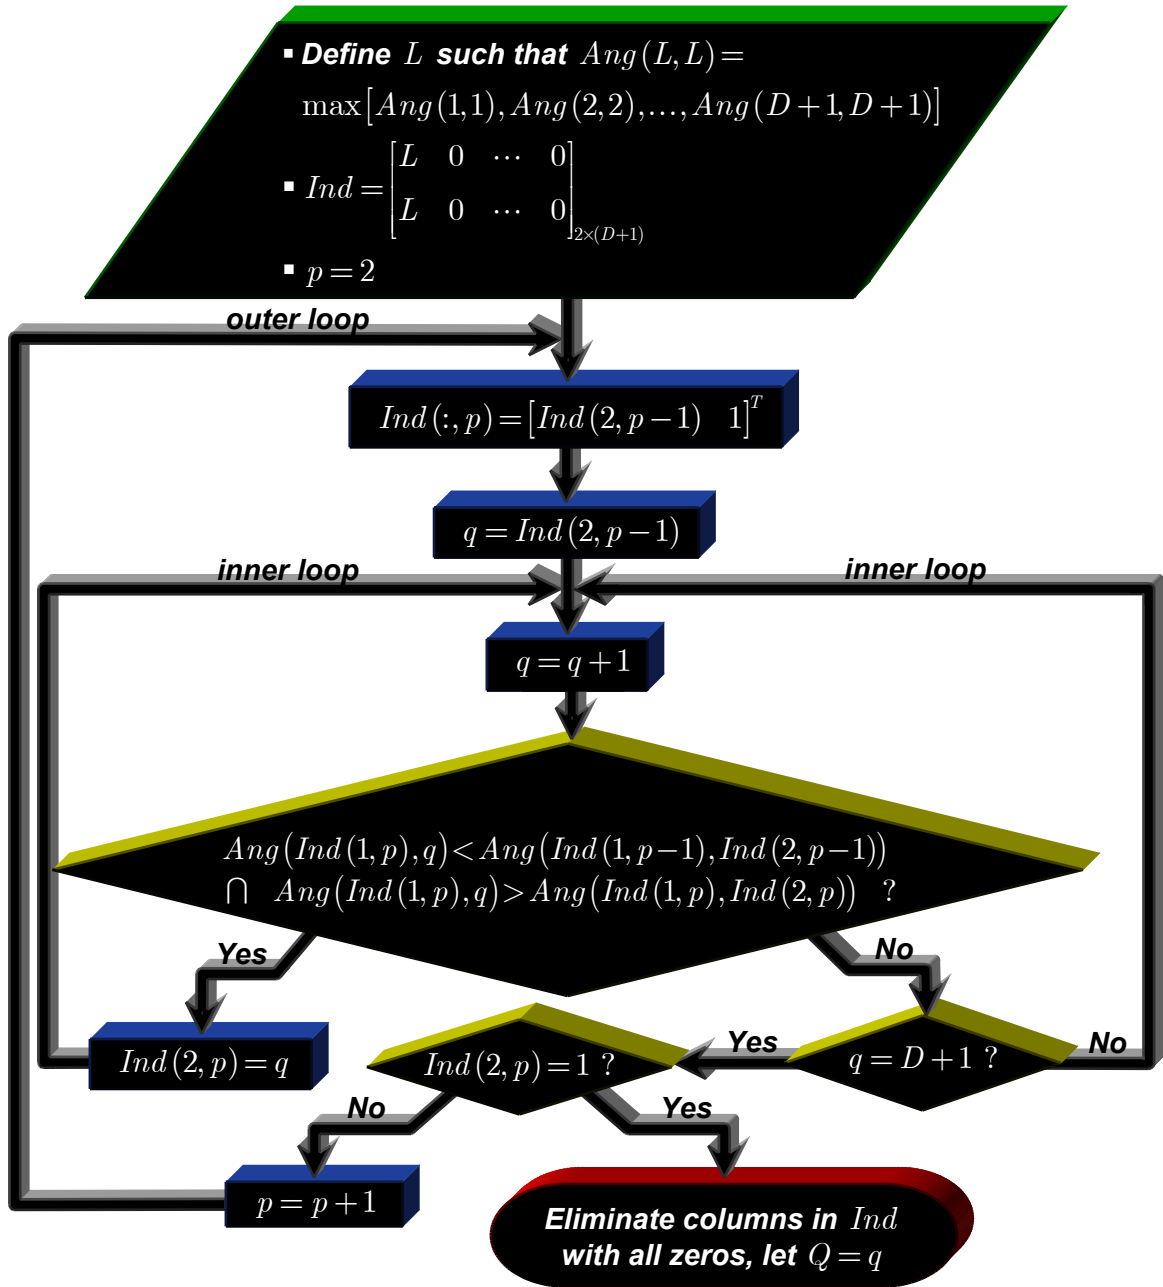 ▪ Define L such that Ang(L,L)=
max[Ang(1,1),Ang(2,2),...,Ang(D+1,D+1)]
▪ Ind=[L 0 ⋯ 0
L 0 ⋯ 0]2×(D+1)
▪ p=2
outer loop
Ind(:,p)=[Ind(2,p−1) 1]^T
q=Ind(2,p−1)
inner loop
inner loop
q=q+1
Ang(Ind(1,p),q)<Ang(Ind(1,p−1),Ind(2,p−1))
∩ Ang(Ind(1,p),q)>Ang(Ind(1,p),Ind(2,p)) ?
Yes
No
Ind(2,p)=q
Ind(2,p)=1 ?
Yes
q=D+1 ?
No
No
Yes
p=p+1
Eliminate columns in Ind
with all zeros, let Q=q